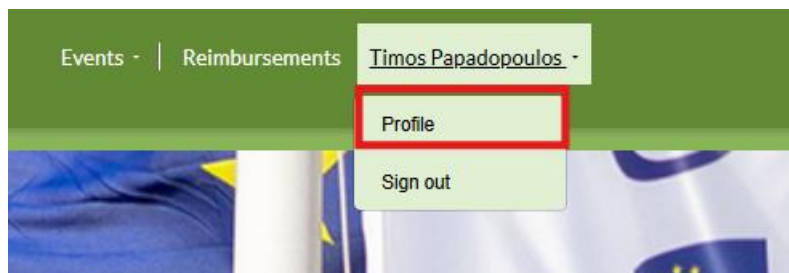 Events - | Reimbursements Timos Papadopoulos -
Profile
Sign out